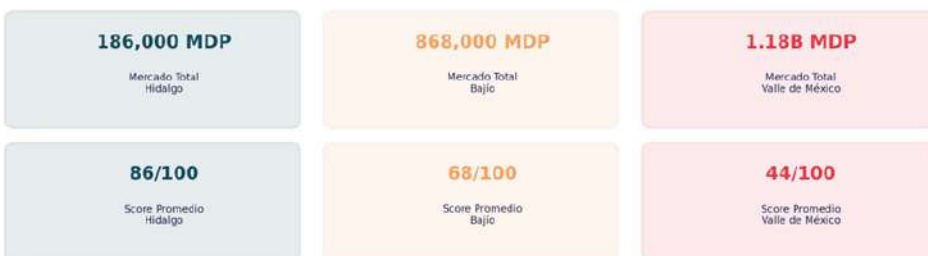 186,000 MDP
Mercado Total
Hidalgo
868,000 MDP
Mercado Total
Bajío
1.18B MDP
Mercado Total
Valle de México
86/100
Score Promedio
Hidalgo
68/100
Score Promedio
Bajío
44/100
Score Promedio
Valle de México